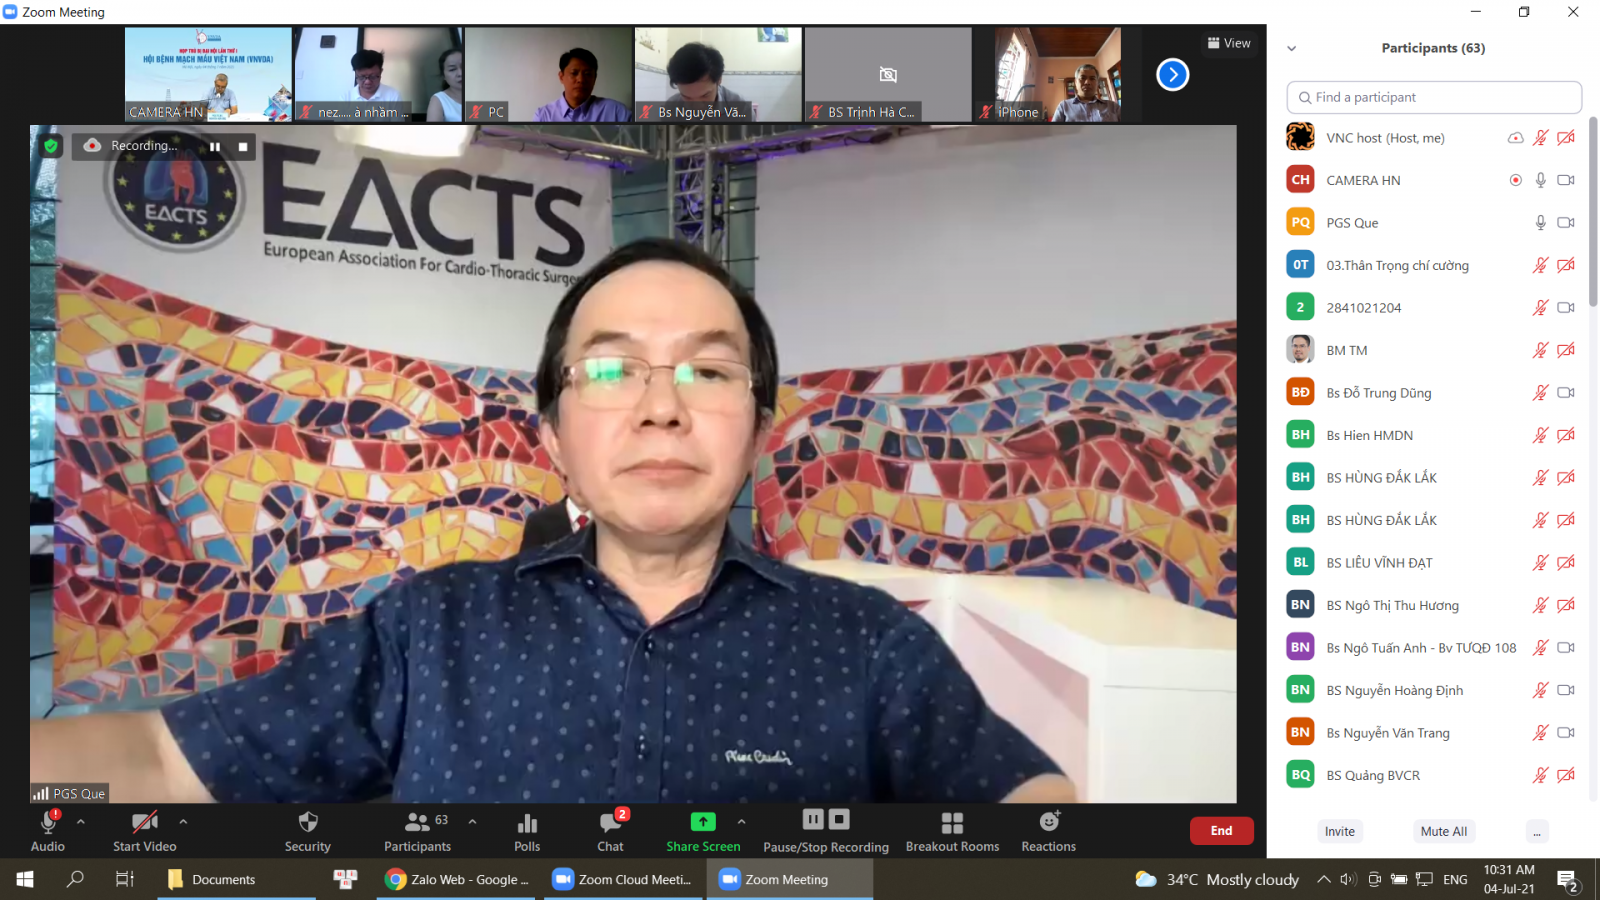 Zoom Meeting
HỘI BỆNH MẠCH MÁU VIỆT NAM (VNVDA)
CAMERA HN
nez..... à nhầm ...
PC
Bs Nguyễn Vă...
BS Trịnh Hà C...
iPhone
View
Recording...
EACTS
EACTS
European Association For Cardio-Thoracic Surge
Pierre Cardin
PGS Que
Participants (63)
Find a participant
VNC host (Host, me)
CH CAMERA HN
PQ PGS Que
0T 03.Thân Trọng chí cường
2 2841021204
BM TM
BĐ Bs Đỗ Trung Dũng
BH Bs Hien HMDN
BH BS HÙNG ĐẮK LẮK
BH BS HÙNG ĐẮK LẮK
BL BS LIÊU VĨNH ĐẠT
BN BS Ngô Thị Thu Hương
BN Bs Ngô Tuấn Anh - Bv TƯQĐ 108
BN BS Nguyễn Hoàng Định
BN Bs Nguyễn Văn Trang
BQ BS Quảng BVCR
Invite
Mute All
...
Audio
Start Video
Security
63
Participants
Polls
2
Chat
Share Screen
Pause/Stop Recording
Breakout Rooms
Reactions
End
Documents
Zalo Web - Google ...
Zoom Cloud Meeti...
Zoom Meeting
34°C Mostly cloudy
ENG
10:31 AM
04-Jul-21
2